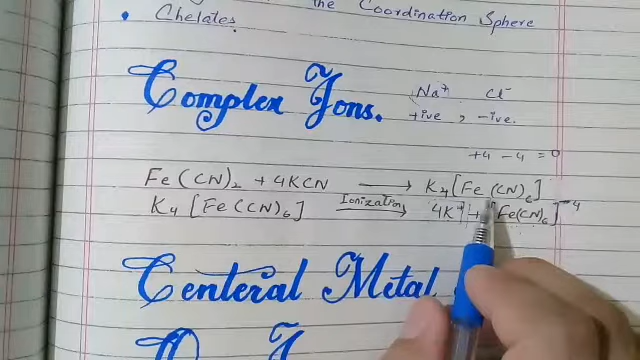 the Coordination Sphere
• Chelates.
Complex Ions.
Na⁺ Cl⁻
+ive , -ive.
+4 - 4 = 0
Fe(CN)₂ + 4KCN ⟶ K₄[Fe(CN)₆]
K₄[Fe(CN)₆] Ionization⟶ 4K⁺ + [Fe(CN)₆]⁻⁴
Centeral Metal